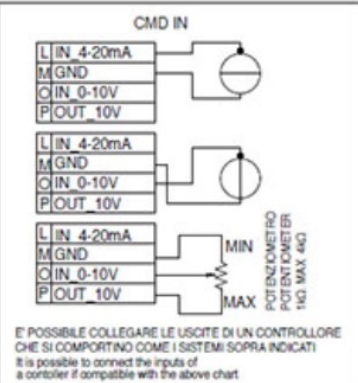 CMD IN
L IN_4-20mA
M GND
O IN_0-10V
P OUT_10V
L IN_4-20mA
M GND
O IN_0-10V
P OUT_10V
L IN_4-20mA
M GND
O IN_0-10V
P OUT_10V
MIN
MAX
POTENZIOMETRO
POTENTIOMETER
1kΩ MAX 4kΩ
E' POSSIBILE COLLEGARE LE USCITE DI UN CONTROLLORE
CHE SI COMPORTINO COME I SISTEMI SOPRA INDICATI
It is possible to connect the inputs of
a contoller if compatible with the above chart